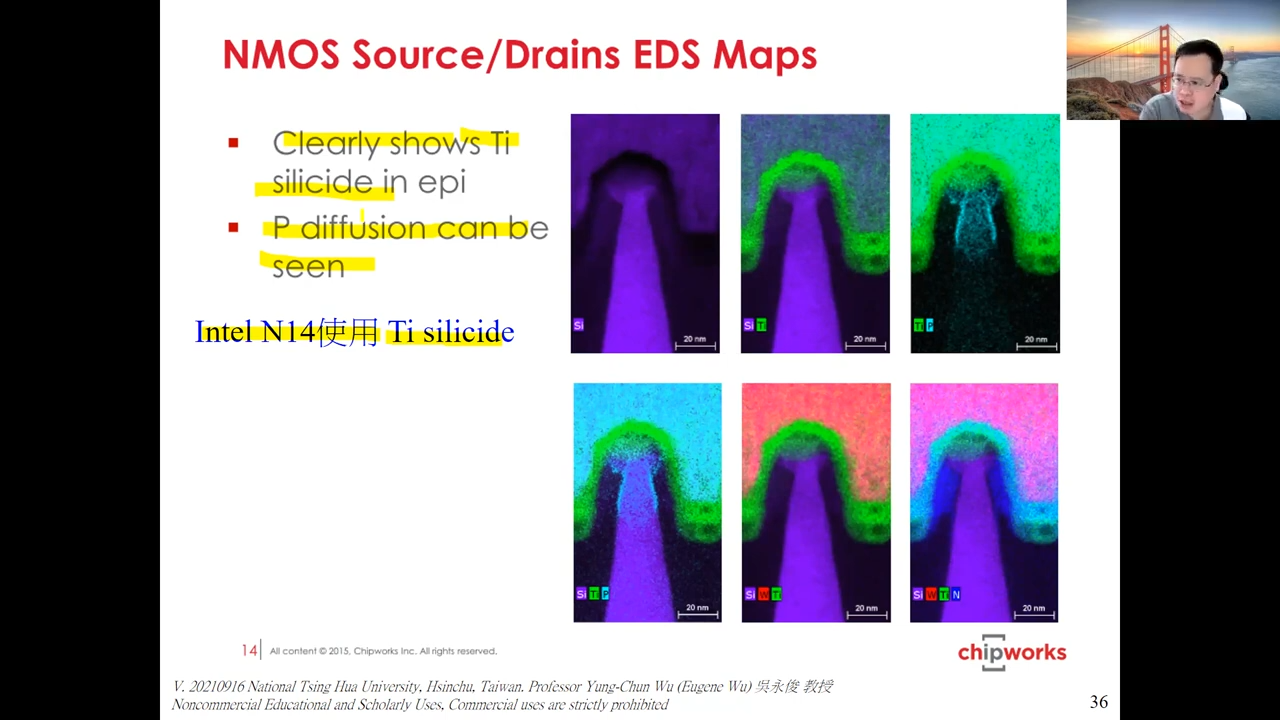 NMOS Source/Drains EDS Maps
Clearly shows Ti
silicide in epi
P diffusion can be
seen
Intel N14使用 Ti silicide
Si
20 nm
Si Ti
20 nm
Ti P
20 nm
Si Ti P
20 nm
Si W Ti
20 nm
Si W Ti N
20 nm
14 All content © 2015, Chipworks Inc. All rights reserved.
chipworks
V. 20210916 National Tsing Hua University, Hsinchu, Taiwan. Professor Yung-Chun Wu (Eugene Wu) 吳永俊 教授
Noncommercial Educational and Scholarly Uses. Commercial uses are strictly prohibited
36